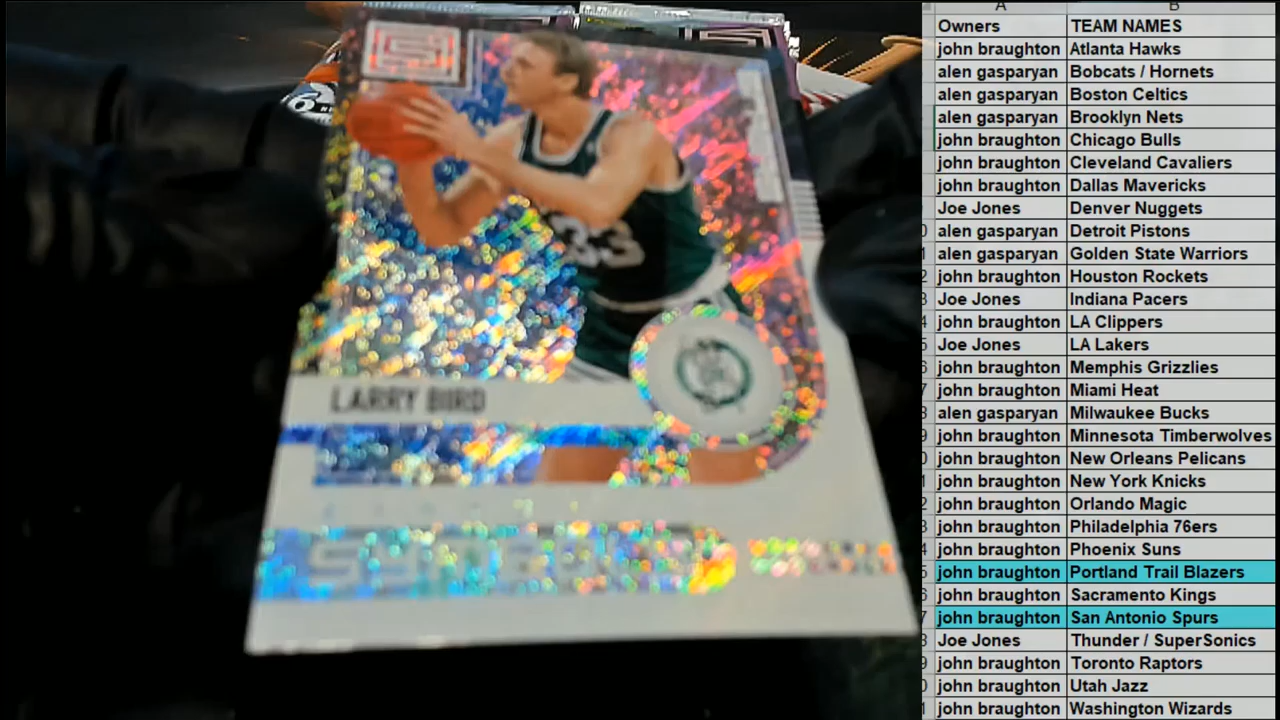 33
LARRY BIRD
A B
Owners TEAM NAMES
john braughton Atlanta Hawks
alen gasparyan Bobcats / Hornets
alen gasparyan Boston Celtics
alen gasparyan Brooklyn Nets
john braughton Chicago Bulls
john braughton Cleveland Cavaliers
john braughton Dallas Mavericks
Joe Jones Denver Nuggets
alen gasparyan Detroit Pistons
alen gasparyan Golden State Warriors
john braughton Houston Rockets
Joe Jones Indiana Pacers
john braughton LA Clippers
Joe Jones LA Lakers
john braughton Memphis Grizzlies
john braughton Miami Heat
alen gasparyan Milwaukee Bucks
john braughton Minnesota Timberwolves
john braughton New Orleans Pelicans
john braughton New York Knicks
john braughton Orlando Magic
john braughton Philadelphia 76ers
john braughton Phoenix Suns
john braughton Portland Trail Blazers
john braughton Sacramento Kings
john braughton San Antonio Spurs
Joe Jones Thunder / SuperSonics
john braughton Toronto Raptors
john braughton Utah Jazz
john braughton Washington Wizards